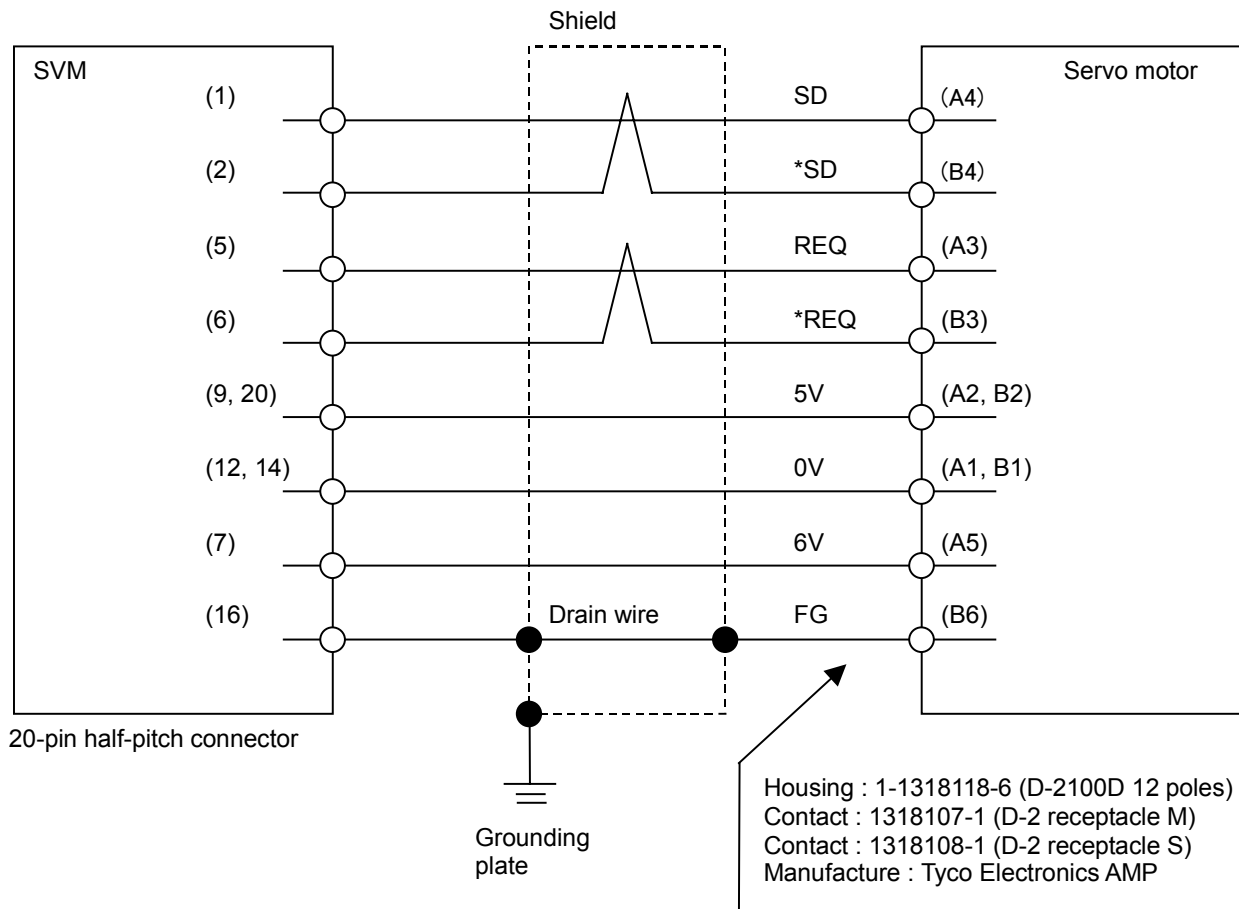 Shield
SVM
Servo motor
(1) SD (A4)
(2) *SD (B4)
(5) REQ (A3)
(6) *REQ (B3)
(9, 20) 5V (A2, B2)
(12, 14) 0V (A1, B1)
(7) 6V (A5)
(16) Drain wire FG (B6)
20-pin half-pitch connector
Grounding
plate
Housing : 1-1318118-6 (D-2100D 12 poles)
Contact : 1318107-1 (D-2 receptacle M)
Contact : 1318108-1 (D-2 receptacle S)
Manufacture : Tyco Electronics AMP